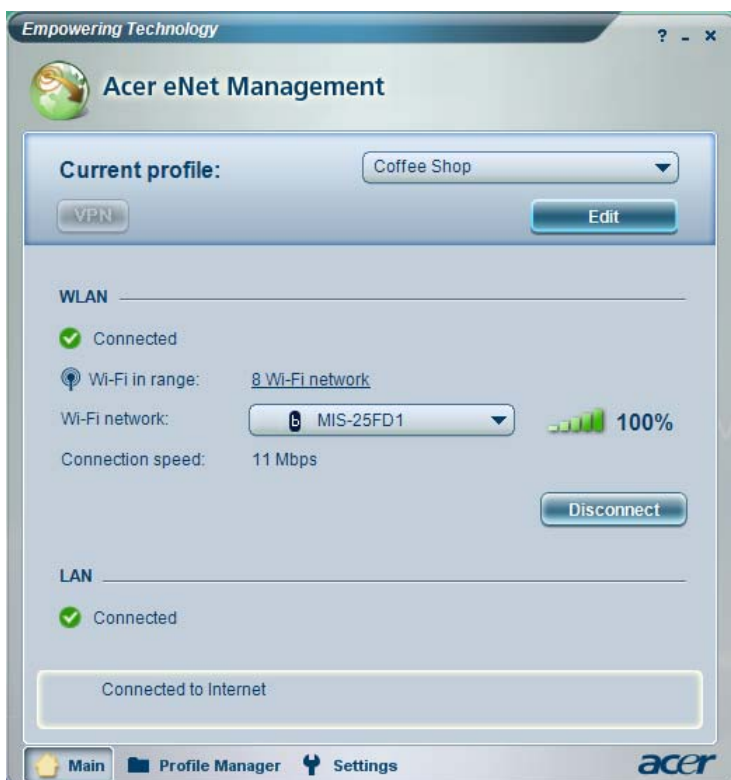 Empowering Technology
? - x
Acer eNet Management
Current profile:
Coffee Shop
VPN
Edit
WLAN
Connected
Wi-Fi in range:
8 Wi-Fi network
Wi-Fi network:
b MIS-25FD1
100%
Connection speed:
11 Mbps
Disconnect
LAN
Connected
Connected to Internet
Main
Profile Manager
Settings
acer